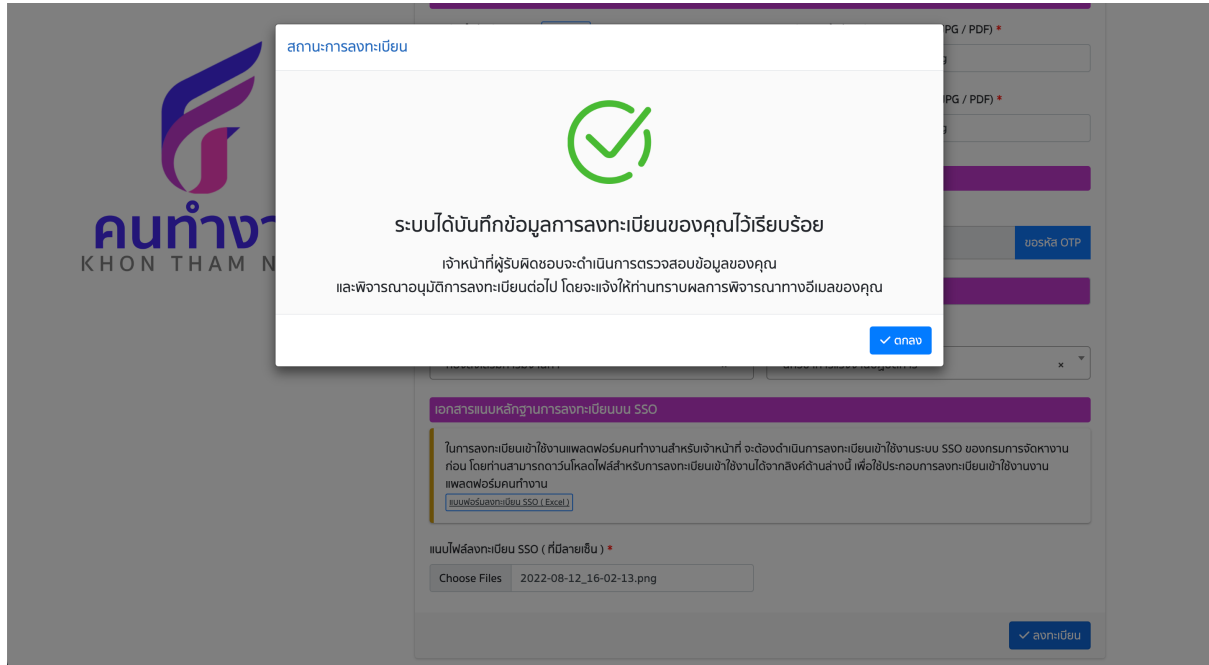 PG / PDF) *
สถานะการลงทะเบียน
PG / PDF) *
ระบบได้บันทึกข้อมูลการลงทะเบียนของคุณไว้เรียบร้อย
คนทำงา
KHON THAM N
ขอรหัส OTP
เจ้าหน้าที่ผู้รับผิดชอบจะดำเนินการตรวจสอบข้อมูลของคุณ
และพิจารณาอนุมัติการลงทะเบียนต่อไป โดยจะแจ้งให้ท่านทราบผลการพิจารณาทางอีเมลของคุณ
ตกลง
เอกสารแนบหลักฐานการลงทะเบียนบน SSO
ในการลงทะเบียนเข้าใช้งานแพลตฟอร์มคนทำงานสำหรับเจ้าหน้าที่ จะต้องดำเนินการลงทะเบียนเข้าใช้งานระบบ SSO ของกรมการจัดหางาน
ก่อน โดยท่านสามารถดาวน์โหลดไฟล์สำหรับการลงทะเบียนเข้าใช้งานได้จากลิงค์ด้านล่างนี้ เพื่อใช้ประกอบการลงทะเบียนเข้าใช้งานงาน
แพลตฟอร์มคนทำงาน
แบบฟอร์มลงทะเบียน SSO ( Excel )
แนบไฟล์ลงทะเบียน SSO ( ที่มีลายเซ็น ) *
Choose Files 2022-08-12_16-02-13.png
ลงทะเบียน